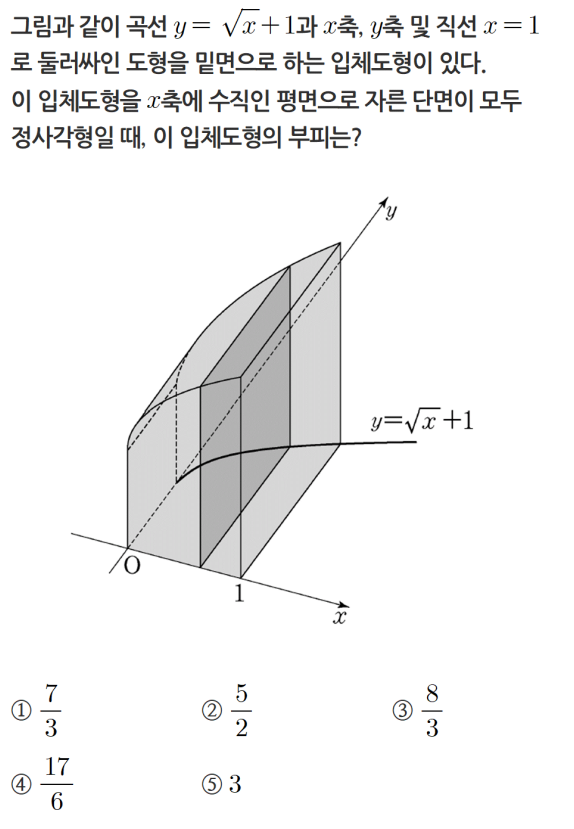 그림과 같이 곡선 y = √x + 1과 x축, y축 및 직선 x = 1
로 둘러싸인 도형을 밑면으로 하는 입체도형이 있다.
이 입체도형을 x축에 수직인 평면으로 자른 단면이 모두
정사각형일 때, 이 입체도형의 부피는?
y
y=√x+1
O
1
x
① 7/3 ② 5/2 ③ 8/3
④ 17/6 ⑤ 3